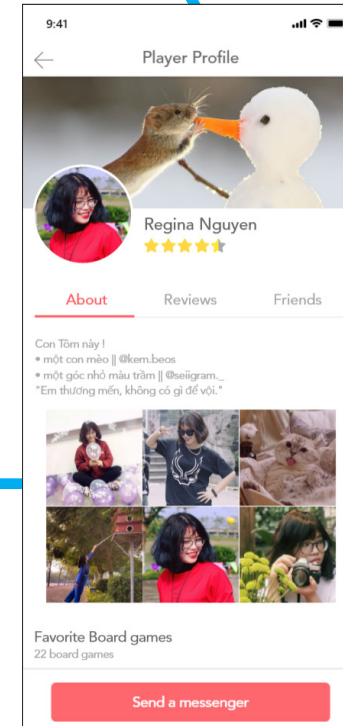 9:41
Player Profile
Regina Nguyen
About Reviews Friends
Con Tôm này !
• một con mèo || @kem.beos
• một góc nhỏ màu trầm || @seiigram._
"Em thương mến, không có gì để vội."
Favorite Board games
22 board games
Send a messenger